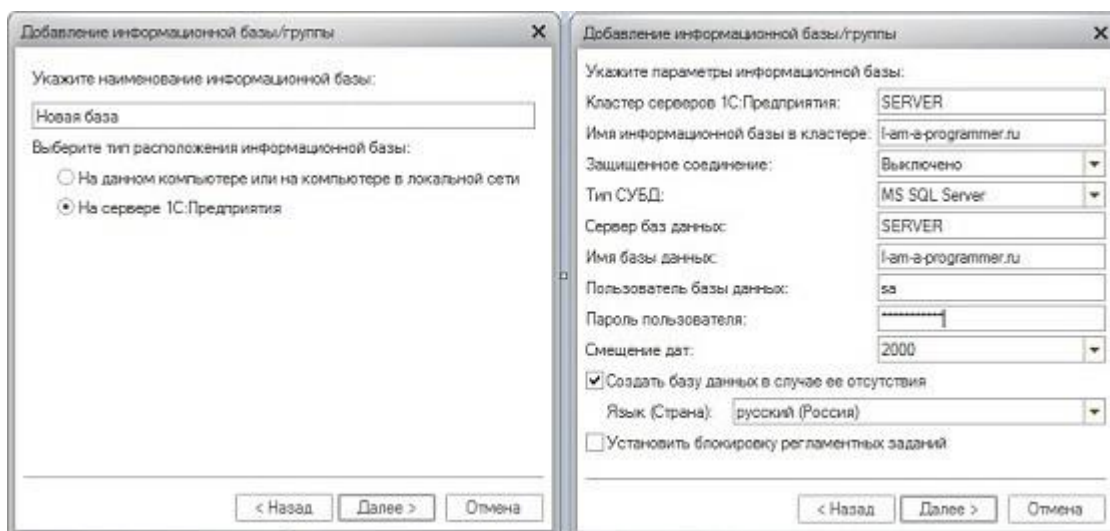 Добавление информационной базы/группы
Укажите наименование информационной базы:
Новая база
Выберите тип расположения информационной базы:
На данном компьютере или на компьютере в локальной сети
На сервере 1С:Предприятия
< Назад
Далее >
Отмена
Добавление информационной базы/группы
Укажите параметры информационной базы:
Кластер серверов 1С:Предприятия: SERVER
Имя информационной базы в кластере: I-am-a-programmer.ru
Защищенное соединение: Выключено
Тип СУБД: MS SQL Server
Сервер баз данных: SERVER
Имя базы данных: I-am-a-programmer.ru
Пользователь базы данных: sa
Пароль пользователя: ***********
Смещение дат: 2000
Создать базу данных в случае ее отсутствия
Язык (Страна): русский (Россия)
Установить блокировку регламентных заданий
< Назад
Далее >
Отмена